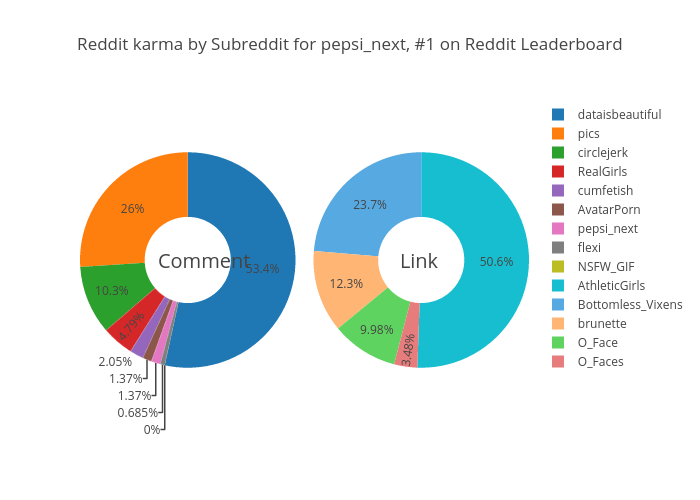 Reddit karma by Subreddit for pepsi_next, #1 on Reddit Leaderboard
dataisbeautiful
pics
circlejerk
RealGirls
cumfetish
AvatarPorn
pepsi_next
flexi
NSFW_GIF
AthleticGirls
Bottomless_Vixens
brunette
O_Face
O_Faces
Comment
53.4%
26%
10.3%
4.79%
2.05%
1.37%
1.37%
0.685%
0%
Link
50.6%
23.7%
12.3%
9.98%
3.48%